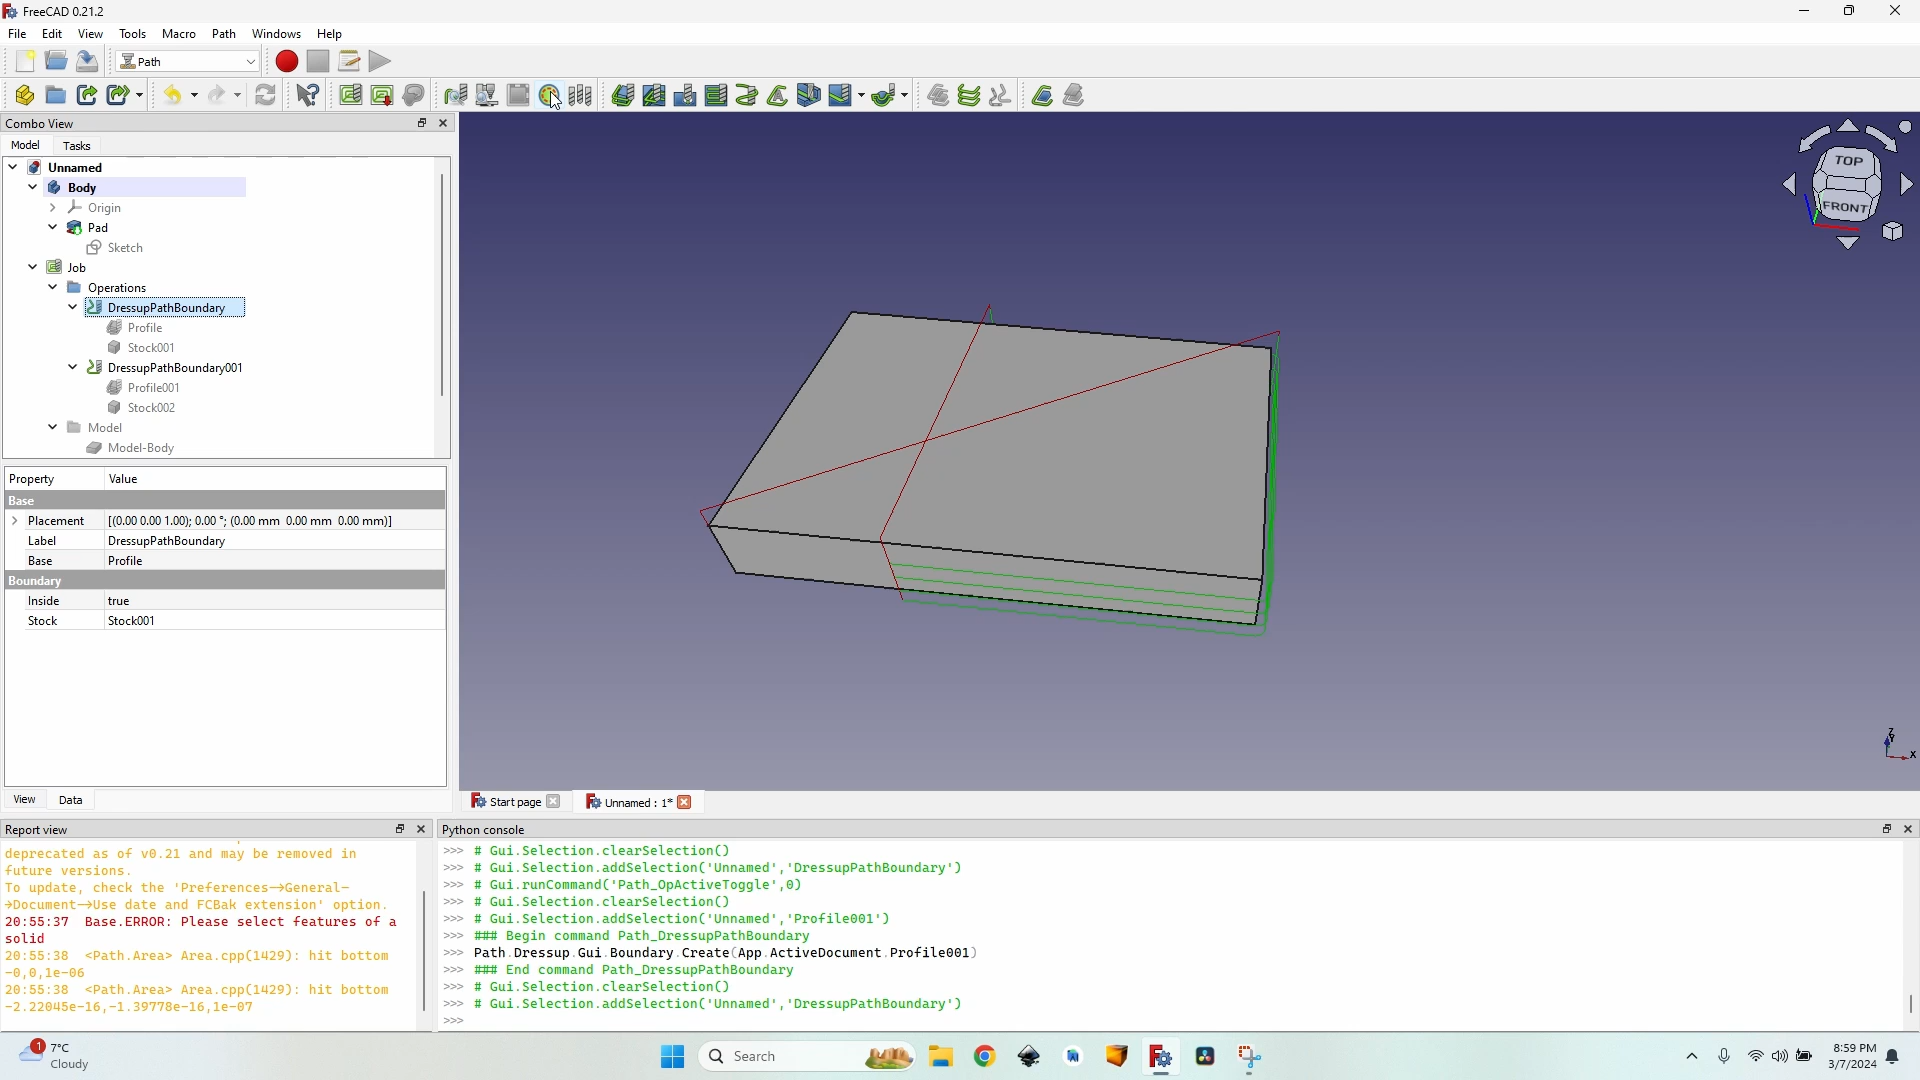 FreeCAD 0.21.2
File Edit View Tools Macro Path Windows Help
Path
Combo View
Model Tasks
Unnamed
Body
Origin
Pad
Sketch
Job
Operations
DressupPathBoundary
Profile
Stock001
DressupPathBoundary001
Profile001
Stock002
Model
Model-Body
Property Value
Base
Placement [(0.00 0.00 1.00); 0.00 °; (0.00 mm 0.00 mm 0.00 mm)]
Label DressupPathBoundary
Base Profile
Boundary
Inside true
Stock Stock001
View Data
TOP
FRONT
Z
Y
X
Start page Unnamed : 1*
Report view
deprecated as of v0.21 and may be removed in
future versions.
To update, check the 'Preferences→General-
→Document→Use date and FCBak extension' option.
20:55:37 Base.ERROR: Please select features of a
solid
20:55:38 <Path.Area> Area.cpp(1429): hit bottom
-0,0,1e-06
20:55:38 <Path.Area> Area.cpp(1429): hit bottom
-2.22045e-16,-1.39778e-16,1e-07
Python console
>>> # Gui.Selection.clearSelection()
>>> # Gui.Selection.addSelection('Unnamed','DressupPathBoundary')
>>> # Gui.runCommand('Path_OpActiveToggle',0)
>>> # Gui.Selection.clearSelection()
>>> # Gui.Selection.addSelection('Unnamed','Profile001')
>>> ### Begin command Path_DressupPathBoundary
>>> Path.Dressup.Gui.Boundary.Create(App.ActiveDocument.Profile001)
>>> ### End command Path_DressupPathBoundary
>>> # Gui.Selection.clearSelection()
>>> # Gui.Selection.addSelection('Unnamed','DressupPathBoundary')
>>>
1
7°C
Cloudy
Search
8:59 PM
3/7/2024